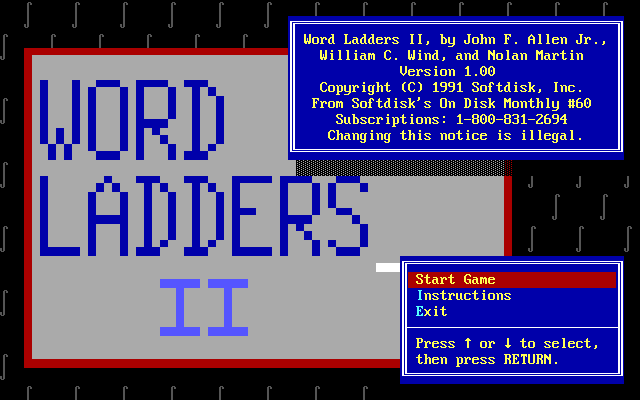 Word Ladders II, by John F. Allen Jr.,
William C. Wind, and Nolan Martin
Version 1.00
Copyright (C) 1991 Softdisk, Inc.
From Softdisk's On Disk Monthly #60
Subscriptions: 1-800-831-2694
Changing this notice is illegal.
WORD
LADDERS
II
Start Game
Instructions
Exit
Press ↑ or ↓ to select,
then press RETURN.